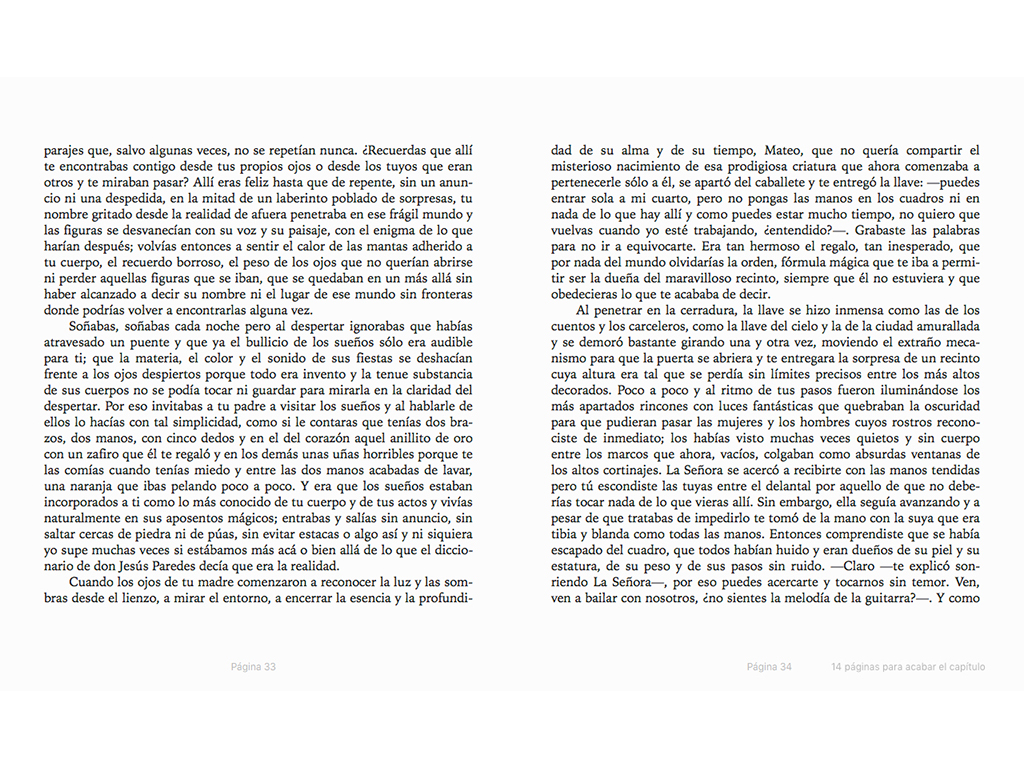 parajes que, salvo algunas veces, no se repetían nunca. ¿Recuerdas que allí
te encontrabas contigo desde tus propios ojos o desde los tuyos que eran
otros y te miraban pasar? Allí eras feliz hasta que de repente, sin un anun-
cio ni una despedida, en la mitad de un laberinto poblado de sorpresas, tu
nombre gritado desde la realidad de afuera penetraba en ese frágil mundo y
las figuras se desvanecían con su voz y su paisaje, con el enigma de lo que
harían después; volvías entonces a sentir el calor de las mantas adherido a
tu cuerpo, el recuerdo borroso, el peso de los ojos que no querían abrirse
ni perder aquellas figuras que se iban, que se quedaban en un más allá sin
haber alcanzado a decir su nombre ni el lugar de ese mundo sin fronteras
donde podrías volver a encontrarlas alguna vez.
Soñabas, soñabas cada noche pero al despertar ignorabas que habías
atravesado un puente y que ya el bullicio de los sueños sólo era audible
para ti; que la materia, el color y el sonido de sus fiestas se deshacían
frente a los ojos despiertos porque todo era invento y la tenue substancia
de sus cuerpos no se podía tocar ni guardar para mirarla en la claridad del
despertar. Por eso invitabas a tu padre a visitar los sueños y al hablarle de
ellos lo hacías con tal simplicidad, como si le contaras que tenías dos bra-
zos, dos manos, con cinco dedos y en el del corazón aquel anillito de oro
con un zafiro que él te regaló y en los demás unas uñas horribles porque te
las comías cuando tenías miedo y entre las dos manos acabadas de lavar,
una naranja que ibas pelando poco a poco. Y era que los sueños estaban
incorporados a ti como lo más conocido de tu cuerpo y de tus actos y vivías
naturalmente en sus aposentos mágicos; entrabas y salías sin anuncio, sin
saltar cercas de piedra ni de púas, sin evitar estacas o algo así y ni siquiera
yo supe muchas veces si estábamos más acá o bien allá de lo que el diccio-
nario de don Jesús Paredes decía que era la realidad.
Cuando los ojos de tu madre comenzaron a reconocer la luz y las som-
bras desde el lienzo, a mirar el entorno, a encerrar la esencia y la profundi-
Página 33
dad de su alma y de su tiempo, Mateo, que no quería compartir el
misterioso nacimiento de esa prodigiosa criatura que ahora comenzaba a
pertenecerle sólo a él, se apartó del caballete y te entregó la llave: —puedes
entrar sola a mi cuarto, pero no pongas las manos en los cuadros ni en
nada de lo que hay allí y como puedes estar mucho tiempo, no quiero que
vuelvas cuando yo esté trabajando, ¿entendido?—. Grabaste las palabras
para no ir a equivocarte. Era tan hermoso el regalo, tan inesperado, que
por nada del mundo olvidarías la orden, fórmula mágica que te iba a permi-
tir ser la dueña del maravilloso recinto, siempre que él no estuviera y que
obedecieras lo que te acababa de decir.
Al penetrar en la cerradura, la llave se hizo inmensa como las de los
cuentos y los carceleros, como la llave del cielo y la de la ciudad amurallada
y se demoró bastante girando una y otra vez, moviendo el extraño meca-
nismo para que la puerta se abriera y te entregara la sorpresa de un recinto
cuya altura era tal que se perdía sin límites precisos entre los más altos
decorados. Poco a poco y al ritmo de tus pasos fueron iluminándose los
más apartados rincones con luces fantásticas que quebraban la oscuridad
para que pudieran pasar las mujeres y los hombres cuyos rostros recono-
ciste de inmediato; los habías visto muchas veces quietos y sin cuerpo
entre los marcos que ahora, vacíos, colgaban como absurdas ventanas de
los altos cortinajes. La Señora se acercó a recibirte con las manos tendidas
pero tú escondiste las tuyas entre el delantal por aquello de que no debe-
rías tocar nada de lo que vieras allí. Sin embargo, ella seguía avanzando y a
pesar de que tratabas de impedirlo te tomó de la mano con la suya que era
tibia y blanda como todas las manos. Entonces comprendiste que se había
escapado del cuadro, que todos habían huido y eran dueños de su piel y su
estatura, de su peso y de sus pasos sin ruido. —Claro —te explicó son-
riendo La Señora—, por eso puedes acercarte y tocarnos sin temor. Ven,
ven a bailar con nosotros, ¿no sientes la melodía de la guitarra?—. Y como
Página 34
14 páginas para acabar el capítulo